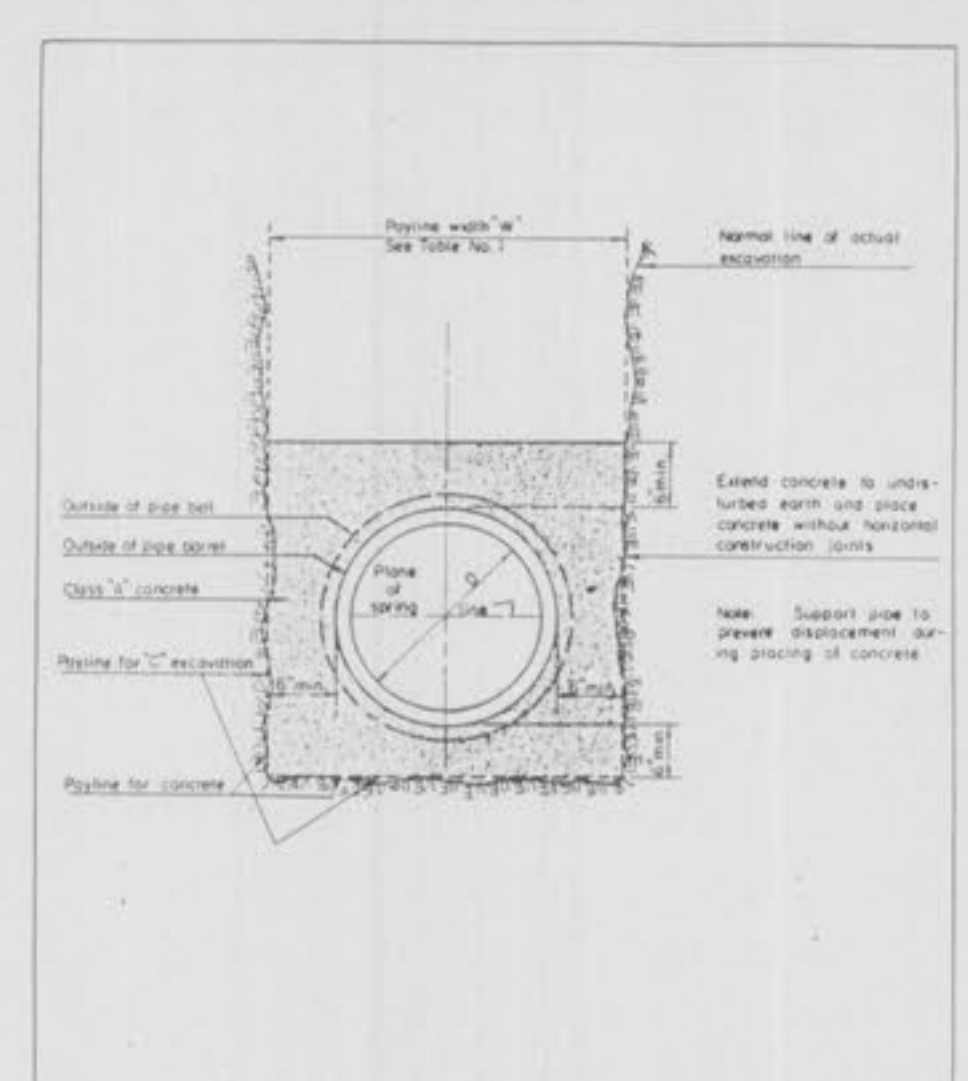 Payline width "W"
See Table No. 1
Normal line of actual
excavation
6"min.
Extend concrete to undis-
turbed earth and place
concrete without horizontal
construction joints
Outside of pipe bell
Outside of pipe barrel
Class "A" concrete
Plane
of
spring
line
D
Note: Support pipe to
prevent displacement dur-
ing placing of concrete
Payline for "C" excavation
6"min.
6"min.
6"min.
Payline for concrete